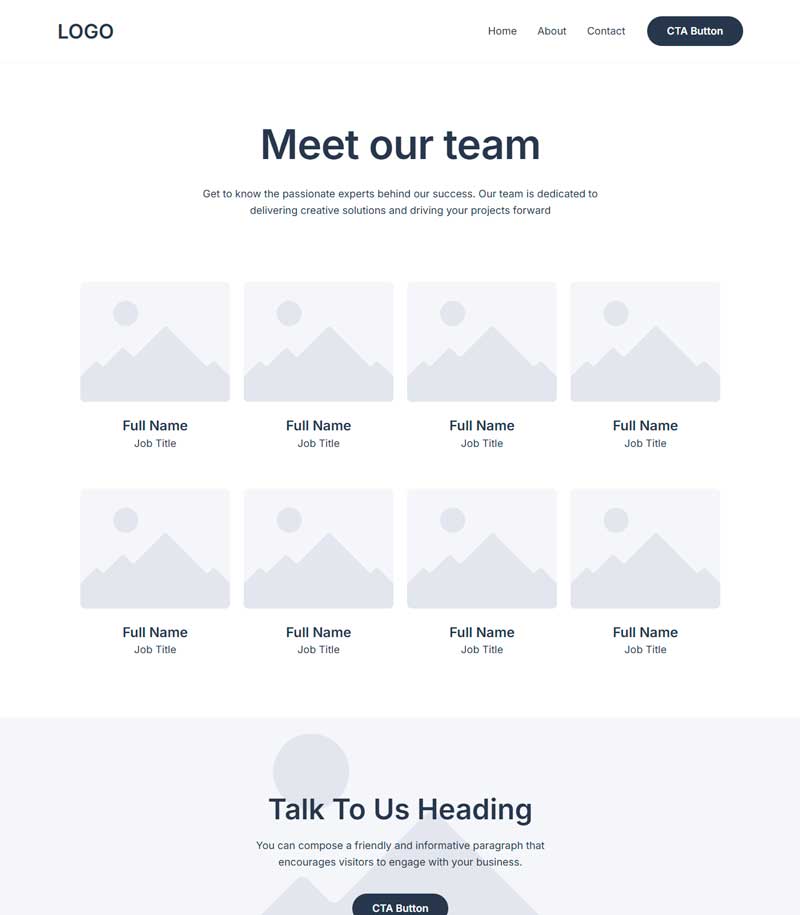 LOGO
Home About Contact CTA Button
Meet our team
Get to know the passionate experts behind our success. Our team is dedicated to
delivering creative solutions and driving your projects forward
Full Name Full Name Full Name Full Name
Job Title Job Title Job Title Job Title
Full Name Full Name Full Name Full Name
Job Title Job Title Job Title Job Title
Talk To Us Heading
You can compose a friendly and informative paragraph that
encourages visitors to engage with your business.
CTA Button